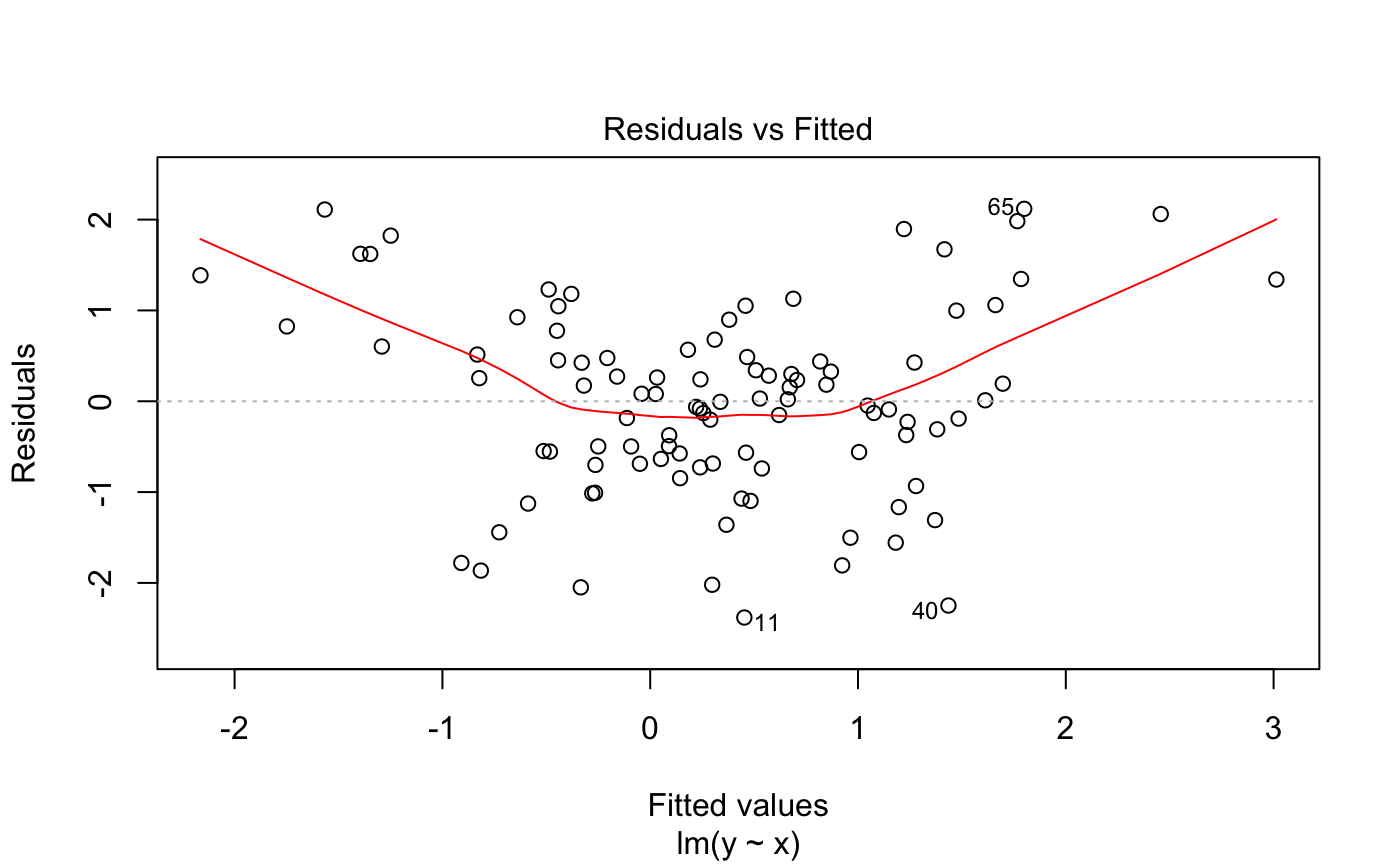 Residuals vs Fitted
Residuals
2
1
0
-1
-2
65
40
11
-2 -1 0 1 2 3
Fitted values
lm(y ~ x)